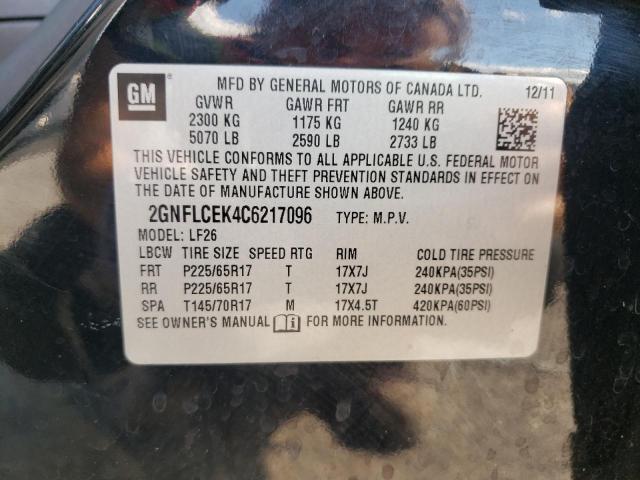 GM
MFD BY GENERAL MOTORS OF CANADA LTD. 12/11
GVWR GAWR FRT GAWR RR
2300 KG 1175 KG 1240 KG
5070 LB 2590 LB 2733 LB
THIS VEHICLE CONFORMS TO ALL APPLICABLE U.S. FEDERAL MOTOR
VEHICLE SAFETY AND THEFT PREVENTION STANDARDS IN EFFECT ON
THE DATE OF MANUFACTURE SHOWN ABOVE.
2GNFLCEK4C6217096 TYPE: M.P.V.
MODEL: LF26
LBCW TIRE SIZE SPEED RTG RIM COLD TIRE PRESSURE
FRT P225/65R17 T 17X7J 240KPA(35PSI)
RR P225/65R17 T 17X7J 240KPA(35PSI)
SPA T145/70R17 M 17X4.5T 420KPA(60PSI)
SEE OWNER'S MANUAL FOR MORE INFORMATION.